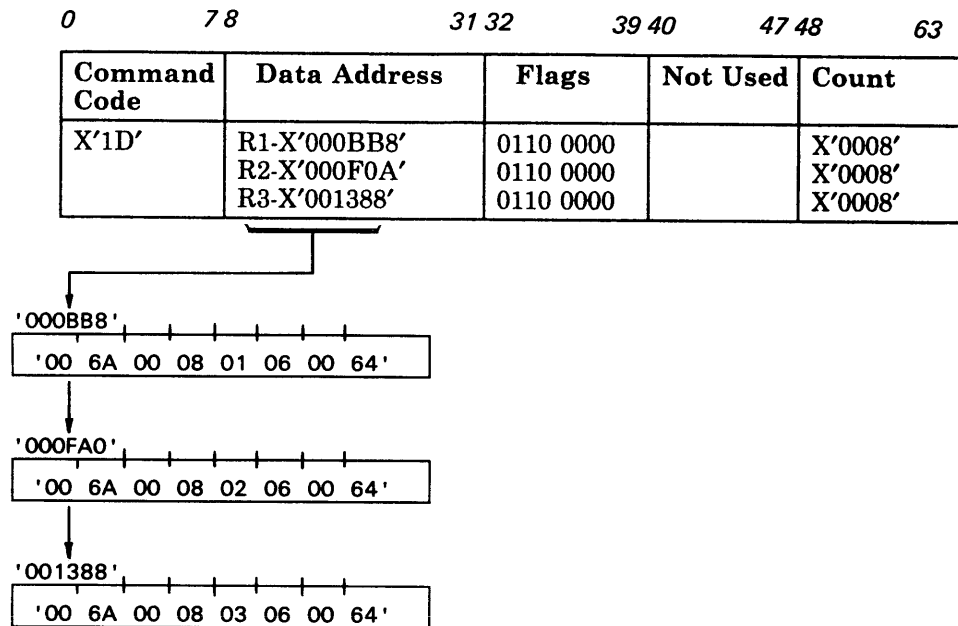 0 7 8 31 32 39 40 47 48 63
Command Code Data Address Flags Not Used Count
X'1D' R1-X'000BB8' 0110 0000 X'0008'
R2-X'000F0A' 0110 0000 X'0008'
R3-X'001388' 0110 0000 X'0008'
'000BB8'
'00 6A 00 08 01 06 00 64'
'000FA0'
'00 6A 00 08 02 06 00 64'
'001388'
'00 6A 00 08 03 06 00 64'